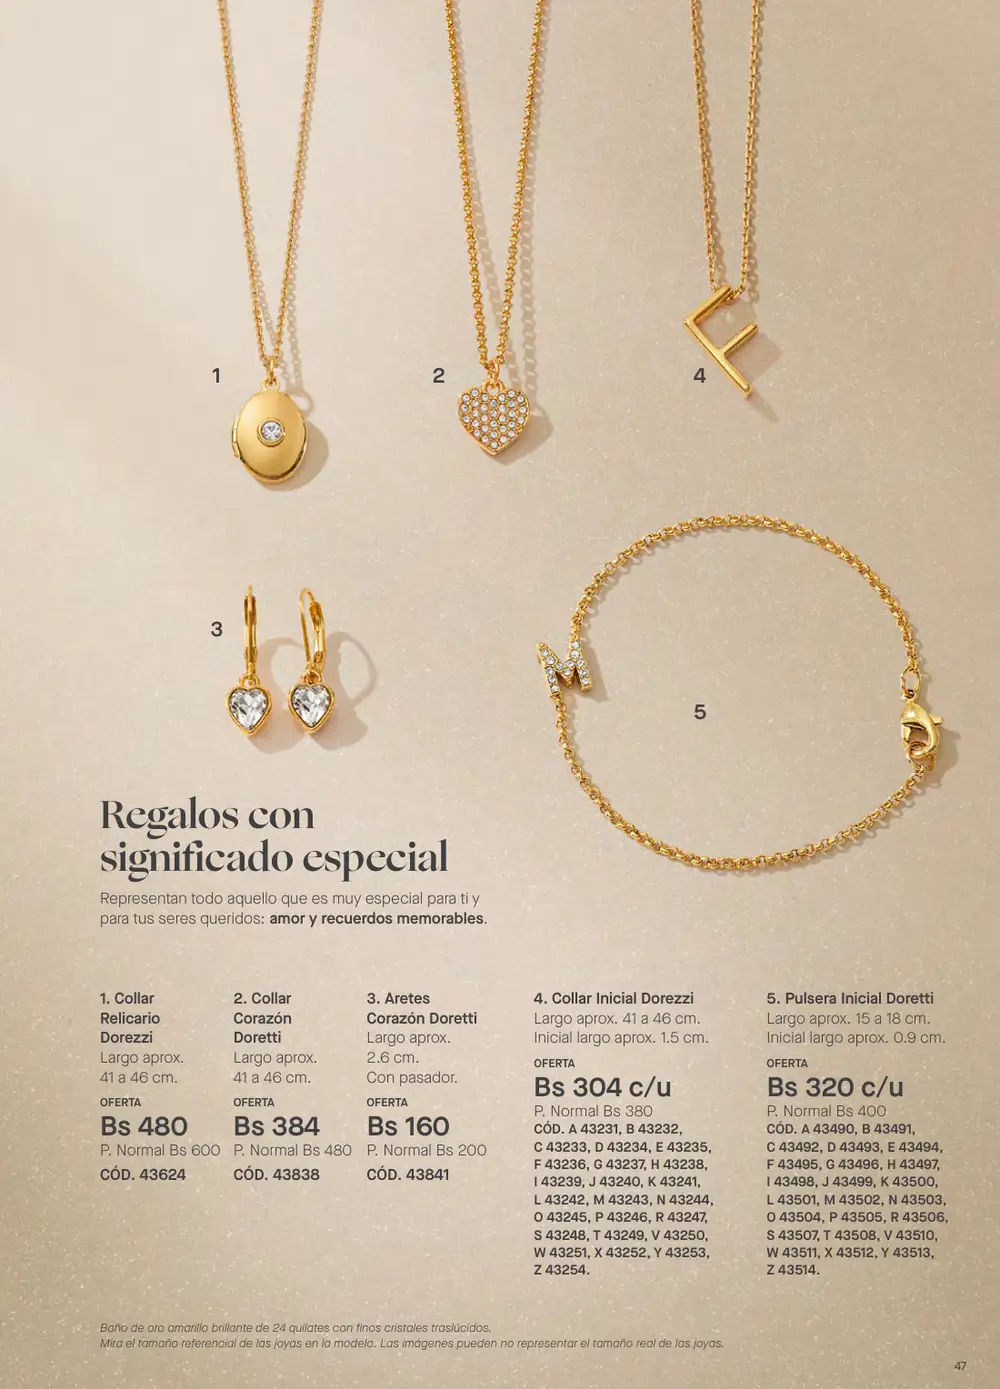 1
2
4
3
5
Regalos con
significado especial
Representan todo aquello que es muy especial para ti y
para tus seres queridos: amor y recuerdos memorables.
1. Collar
Relicario
Dorezzi
Largo aprox.
41 a 46 cm.
OFERTA
Bs 480
P. Normal Bs 600
CÓD. 43624
2. Collar
Corazón
Doretti
Largo aprox.
41 a 46 cm.
OFERTA
Bs 384
P. Normal Bs 480
CÓD. 43838
3. Aretes
Corazón Doretti
Largo aprox.
2.6 cm.
Con pasador.
OFERTA
Bs 160
P. Normal Bs 200
CÓD. 43841
4. Collar Inicial Dorezzi
Largo aprox. 41 a 46 cm.
Inicial largo aprox. 1.5 cm.
OFERTA
Bs 304 c/u
P. Normal Bs 380
CÓD. A 43231, B 43232,
C 43233, D 43234, E 43235,
F 43236, G 43237, H 43238,
I 43239, J 43240, K 43241,
L 43242, M 43243, N 43244,
O 43245, P 43246, R 43247,
S 43248, T 43249, V 43250,
W 43251, X 43252, Y 43253,
Z 43254.
5. Pulsera Inicial Doretti
Largo aprox. 15 a 18 cm.
Inicial largo aprox. 0.9 cm.
OFERTA
Bs 320 c/u
P. Normal Bs 400
CÓD. A 43490, B 43491,
C 43492, D 43493, E 43494,
F 43495, G 43496, H 43497,
I 43498, J 43499, K 43500,
L 43501, M 43502, N 43503,
O 43504, P 43505, R 43506,
S 43507, T 43508, V 43510,
W 43511, X 43512, Y 43513,
Z 43514.
Baño de oro amarillo brillante de 24 quilates con finos cristales traslúcidos.
Mira el tamaño referencial de las joyas en la modelo. Las imágenes pueden no representar el tamaño real de las joyas.
47